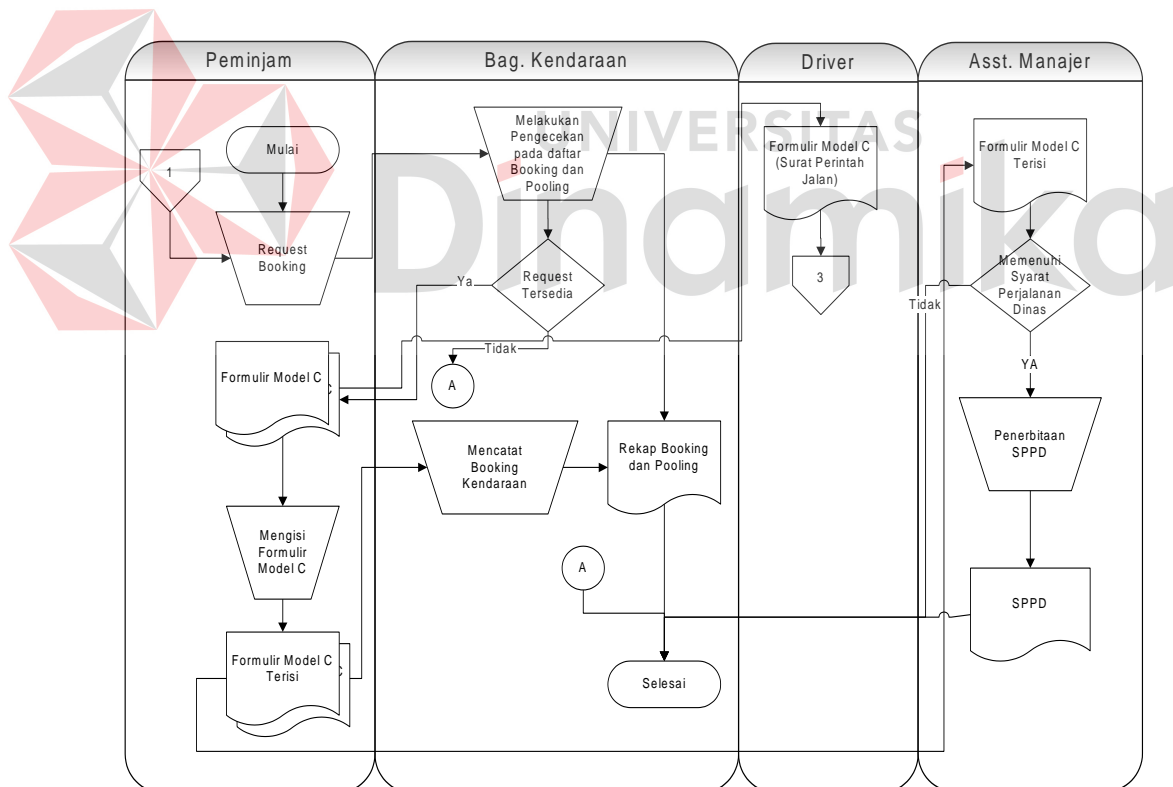 Peminjam
Bag. Kendaraan
Driver
Asst. Manajer
UNIVERSITAS
Dinamika
Mulai
1
Request
Booking
Melakukan
Pengecekan
pada daftar
Booking dan
Pooling
Request
Tersedia
Ya
Tidak
A
Formulir Model C
(Surat Perintah
Jalan)
3
Formulir Model C
Terisi
Memenuhi
Syarat
Perjalanan
Dinas
Tidak
YA
Formulir Model C
C
Mencatat
Booking
Kendaraan
Rekap Booking
dan Pooling
Penerbitaan
SPPD
Mengisi
Formulir
Model C
A
SPPD
Formulir Model C
Terisi
C
Selesai